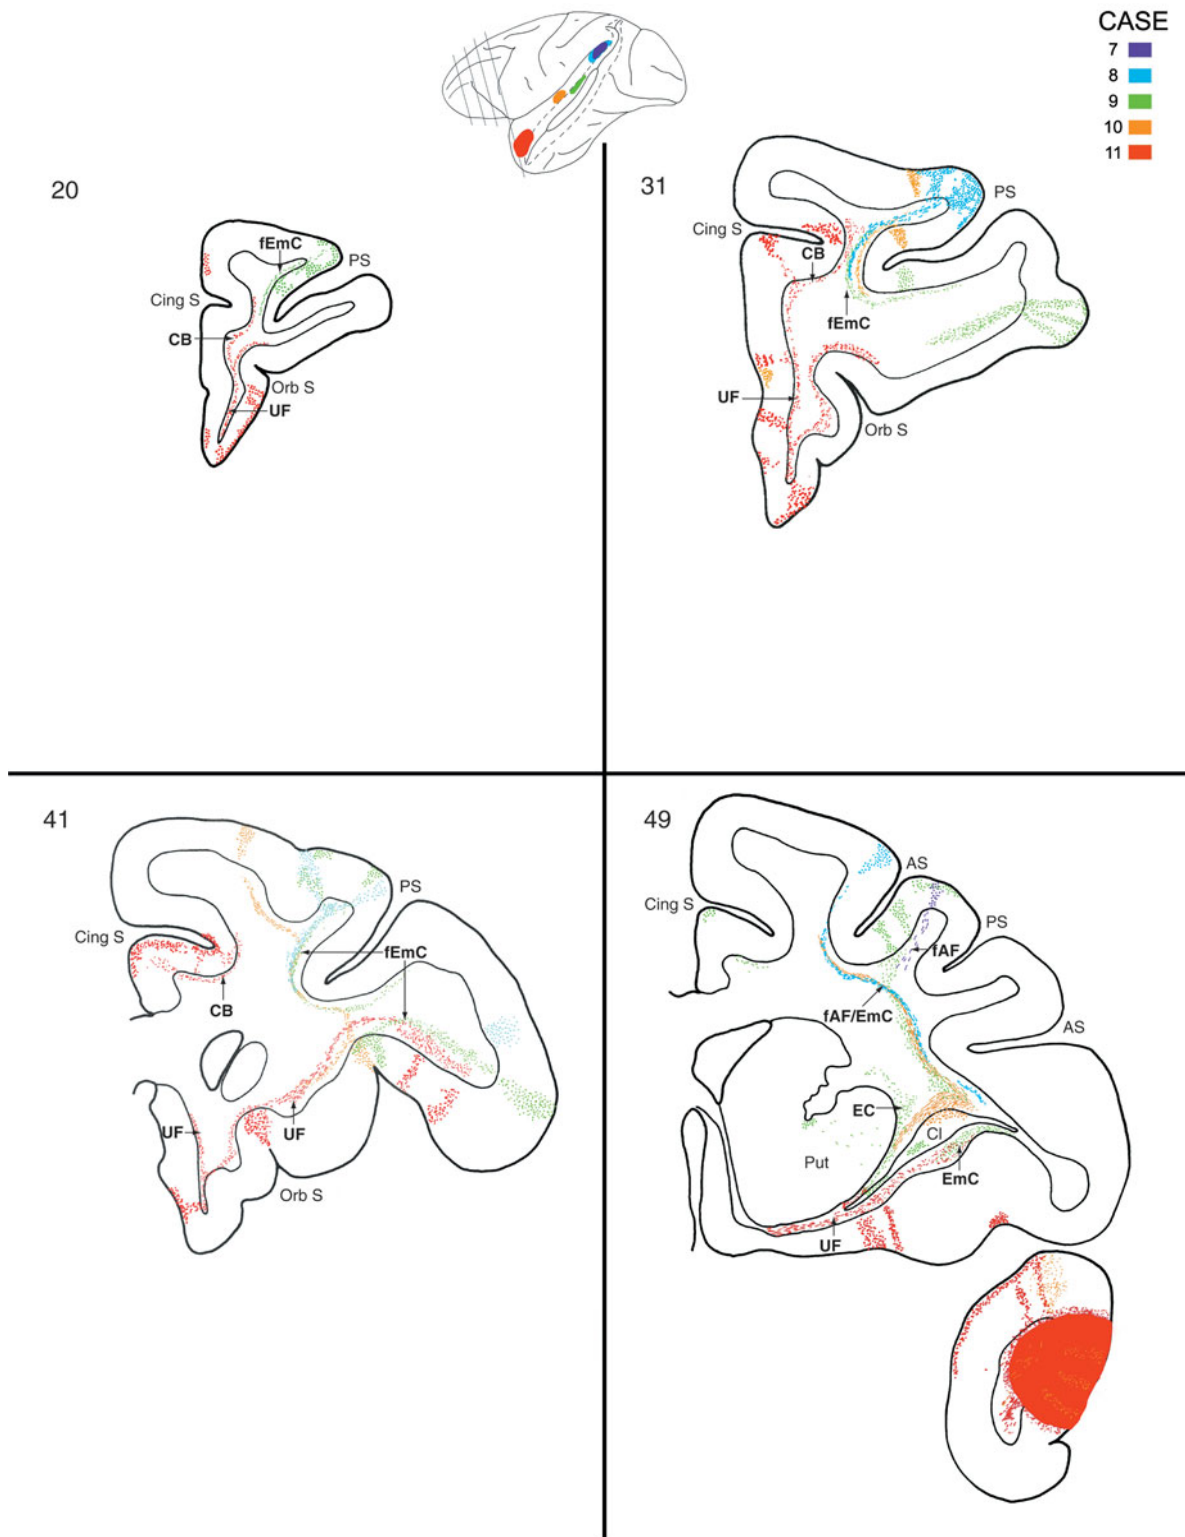 CASE
7
8
9
10
11
20
fEmC
PS
Cing S
CB
Orb S
UF
31
PS
Cing S
CB
fEmC
UF
Orb S
41
PS
Cing S
fEmC
CB
UF
UF
Orb S
49
AS
Cing S
PS
fAF
fAF/EmC
AS
EC
Cl
Put
EmC
UF